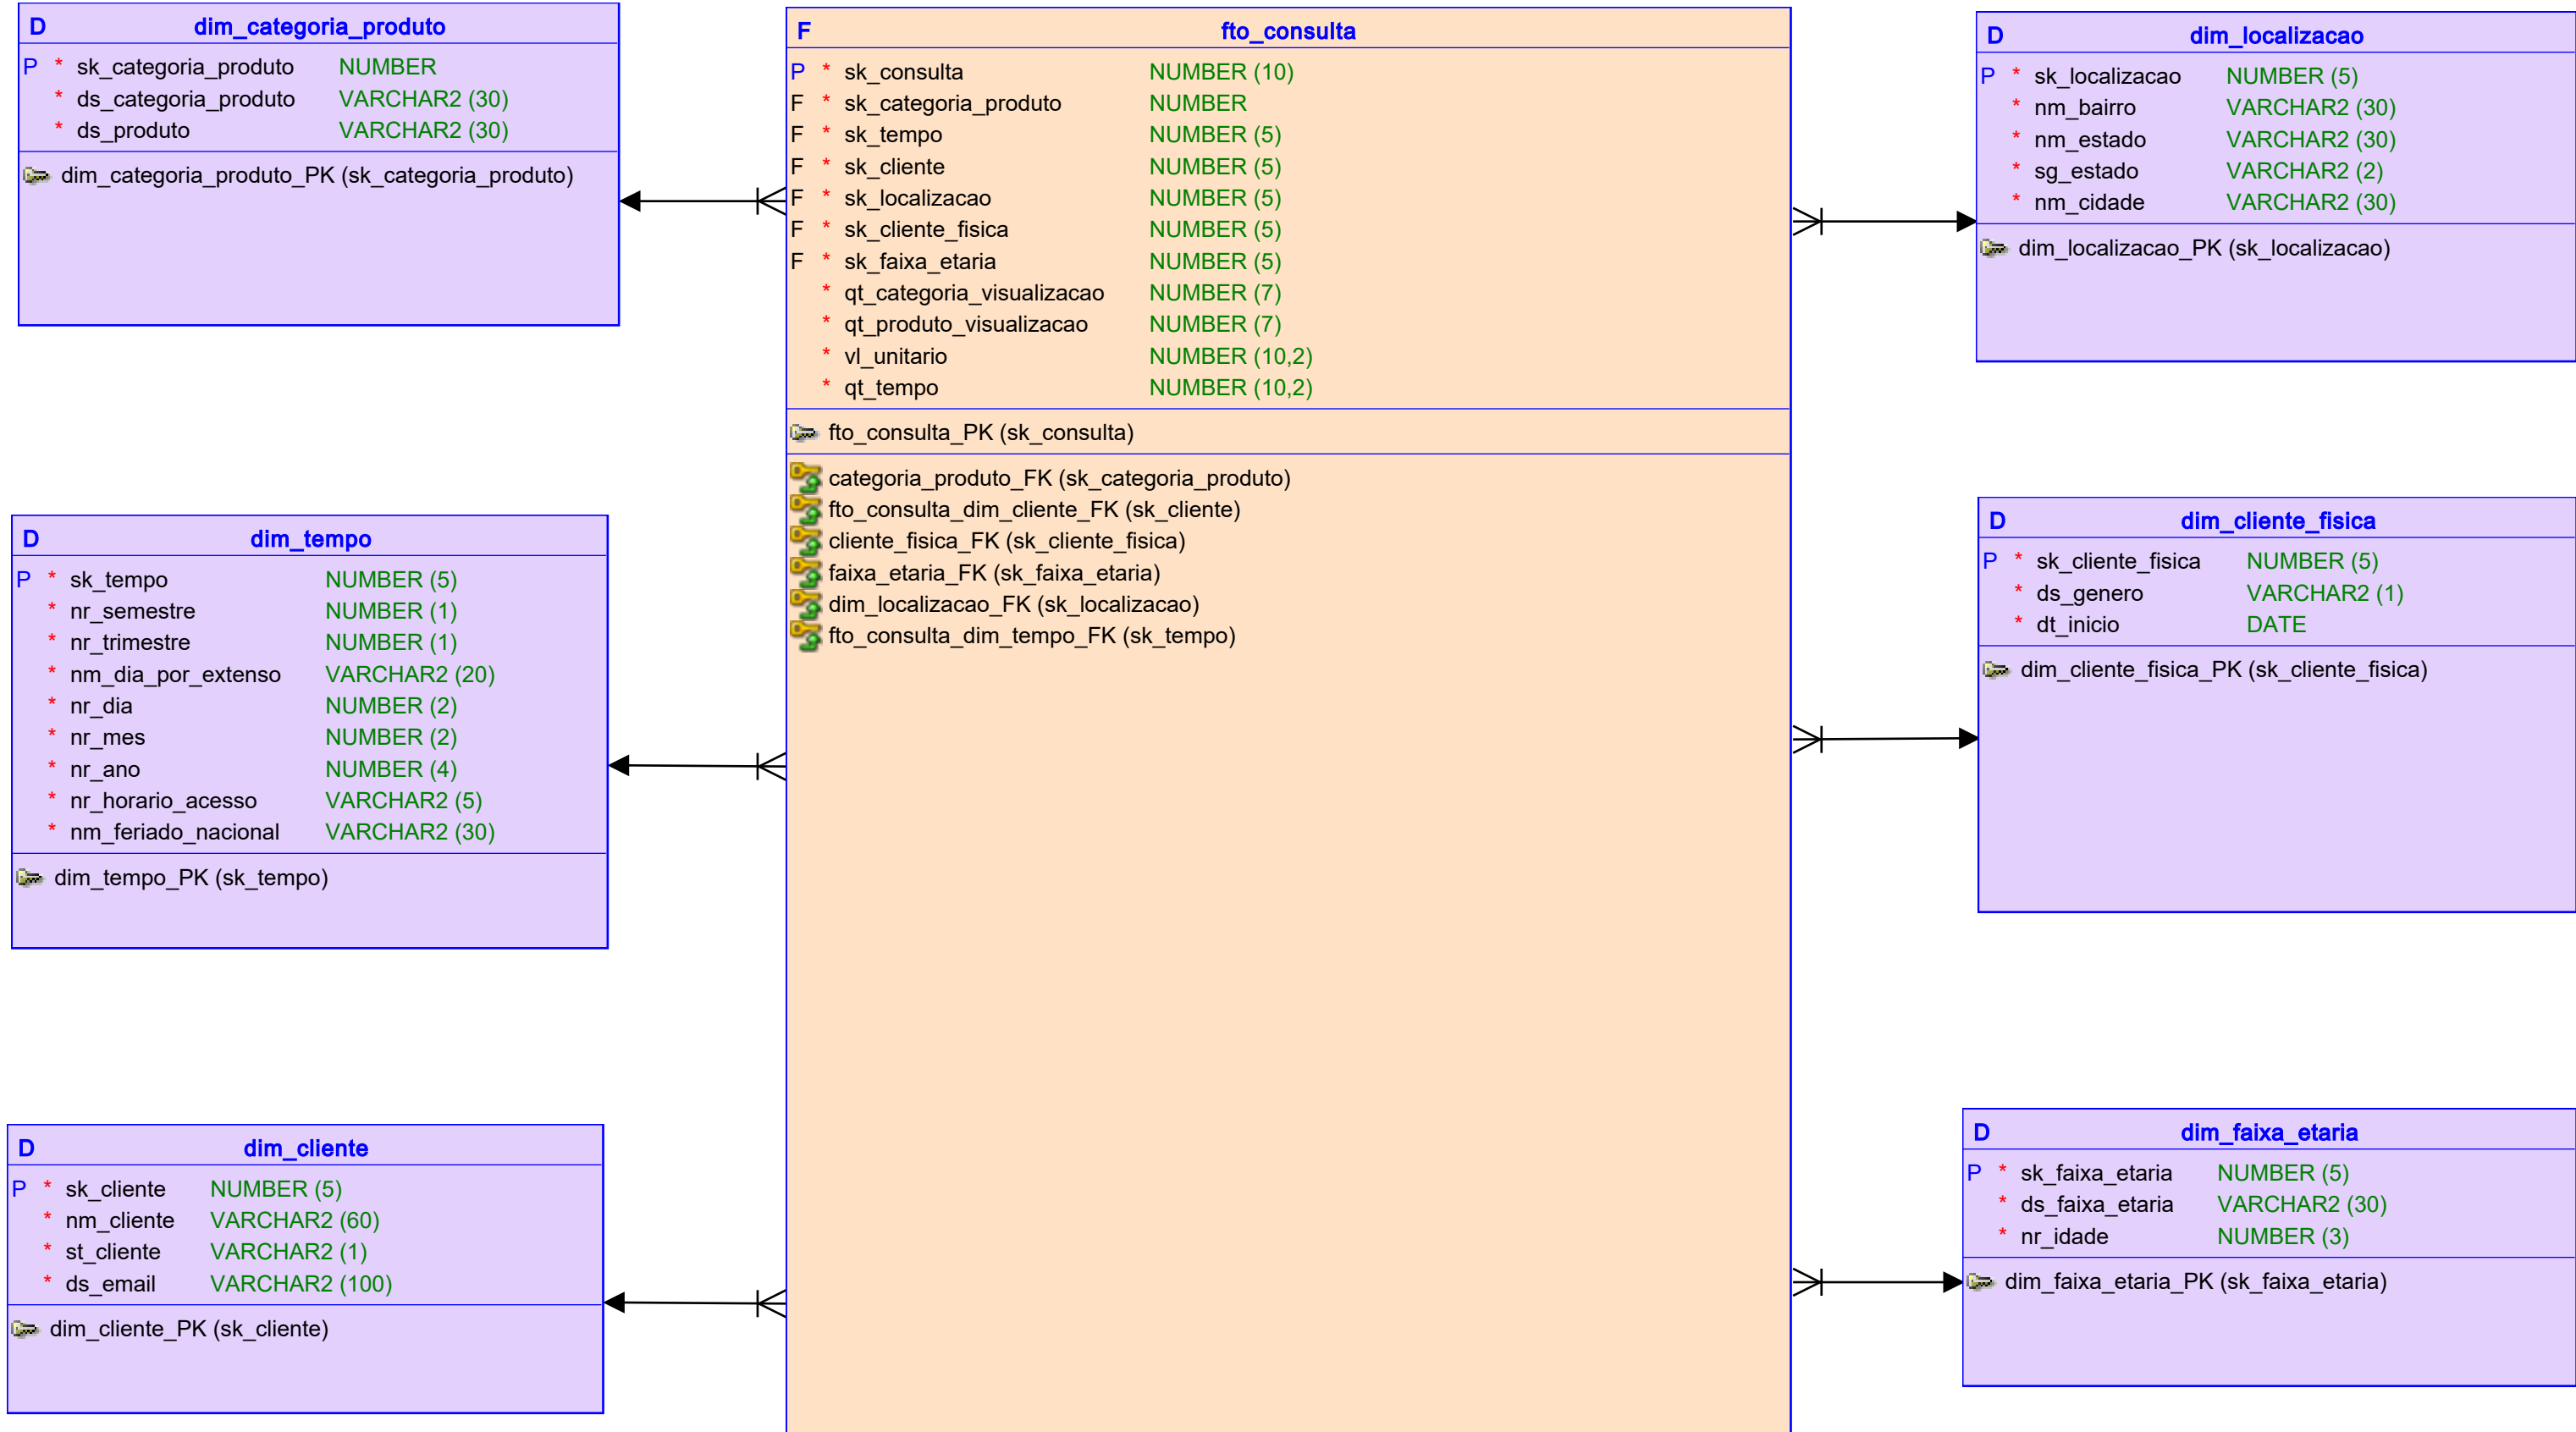 D dim_categoria_produto
P * sk_categoria_produto NUMBER
* ds_categoria_produto VARCHAR2 (30)
* ds_produto VARCHAR2 (30)
dim_categoria_produto_PK (sk_categoria_produto)
D dim_tempo
P * sk_tempo NUMBER (5)
* nr_semestre NUMBER (1)
* nr_trimestre NUMBER (1)
* nm_dia_por_extenso VARCHAR2 (20)
* nr_dia NUMBER (2)
* nr_mes NUMBER (2)
* nr_ano NUMBER (4)
* nr_horario_acesso VARCHAR2 (5)
* nm_feriado_nacional VARCHAR2 (30)
dim_tempo_PK (sk_tempo)
D dim_cliente
P * sk_cliente NUMBER (5)
* nm_cliente VARCHAR2 (60)
* st_cliente VARCHAR2 (1)
* ds_email VARCHAR2 (100)
dim_cliente_PK (sk_cliente)
F fto_consulta
P * sk_consulta NUMBER (10)
F * sk_categoria_produto NUMBER
F * sk_tempo NUMBER (5)
F * sk_cliente NUMBER (5)
F * sk_localizacao NUMBER (5)
F * sk_cliente_fisica NUMBER (5)
F * sk_faixa_etaria NUMBER (5)
* qt_categoria_visualizacao NUMBER (7)
* qt_produto_visualizacao NUMBER (7)
* vl_unitario NUMBER (10,2)
* qt_tempo NUMBER (10,2)
fto_consulta_PK (sk_consulta)
categoria_produto_FK (sk_categoria_produto)
fto_consulta_dim_cliente_FK (sk_cliente)
cliente_fisica_FK (sk_cliente_fisica)
faixa_etaria_FK (sk_faixa_etaria)
dim_localizacao_FK (sk_localizacao)
fto_consulta_dim_tempo_FK (sk_tempo)
D dim_localizacao
P * sk_localizacao NUMBER (5)
* nm_bairro VARCHAR2 (30)
* nm_estado VARCHAR2 (30)
* sg_estado VARCHAR2 (2)
* nm_cidade VARCHAR2 (30)
dim_localizacao_PK (sk_localizacao)
D dim_cliente_fisica
P * sk_cliente_fisica NUMBER (5)
* ds_genero VARCHAR2 (1)
* dt_inicio DATE
dim_cliente_fisica_PK (sk_cliente_fisica)
D dim_faixa_etaria
P * sk_faixa_etaria NUMBER (5)
* ds_faixa_etaria VARCHAR2 (30)
* nr_idade NUMBER (3)
dim_faixa_etaria_PK (sk_faixa_etaria)